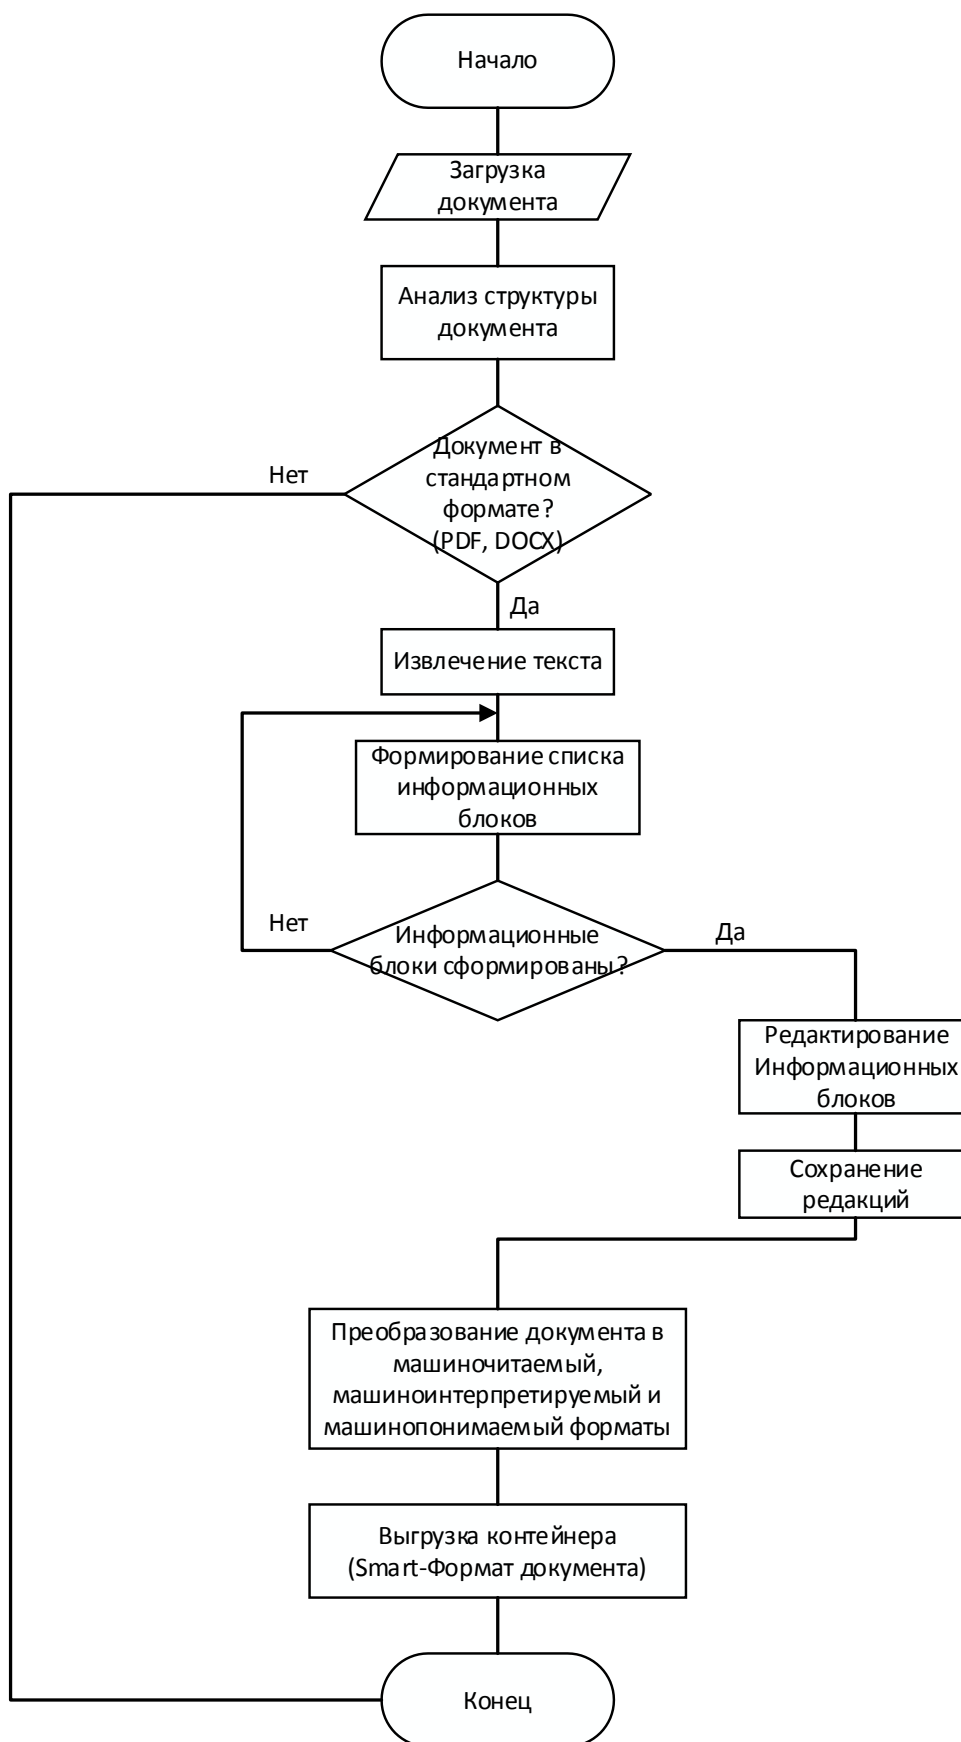 Начало
Загрузка
документа
Анализ структуры
документа
Документ в
стандартном
формате?
(PDF, DOCX)
Нет
Да
Извлечение текста
Формирование списка
информационных
блоков
Нет
Информационные
блоки сформированы?
Да
Редактирование
Информационных
блоков
Сохранение
редакций
Преобразование документа в
машиночитаемый,
машиноинтерпретируемый и
машинопонимаемый форматы
Выгрузка контейнера
(Smart-Формат документа)
Конец